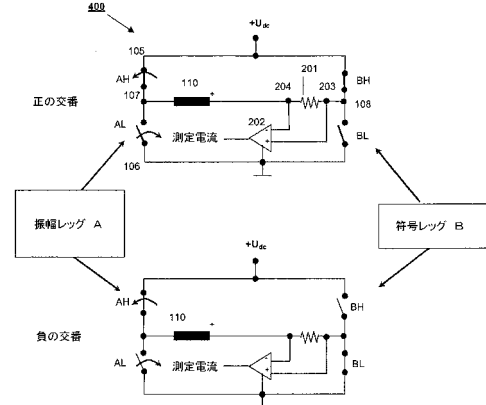 400
+Udc
105
AH
107
110
+
204
201
203
108
BH
正の交番
AL
202
測定電流
BL
106
振幅レッグ A
符号レッグ B
+Udc
AH
110
+
BH
負の交番
AL
測定電流
BL